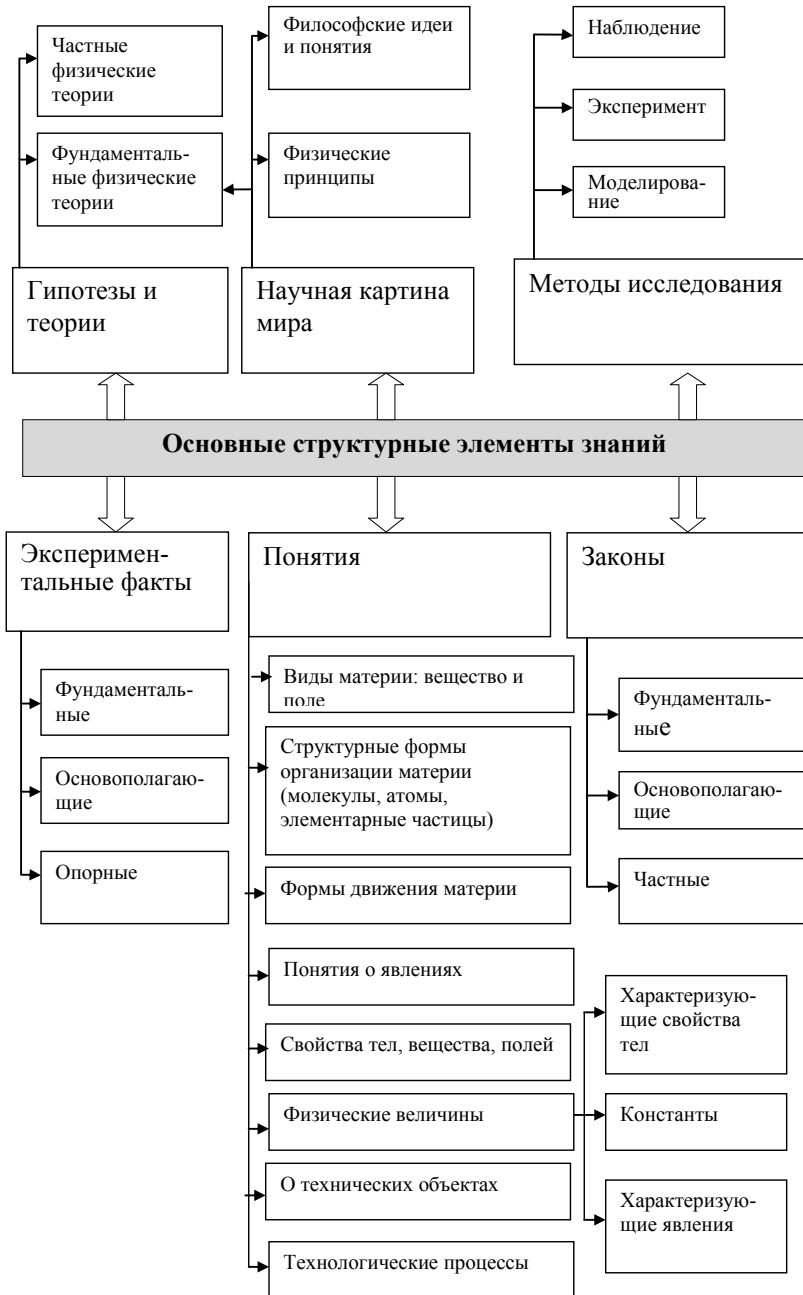 Частные
физические
теории
Фундаменталь-
ные физические
теории
Гипотезы и
теории
Философские идеи
и понятия
Физические
принципы
Научная картина
мира
Наблюдение
Эксперимент
Моделирова-
ние
Методы исследования
Основные структурные элементы знаний
Эксперимен-
тальные факты
Фундаменталь-
ные
Основополагаю-
щие
Опорные
Понятия
Виды материи: вещество и
поле
Структурные формы
организации материи
(молекулы, атомы,
элементарные частицы)
Формы движения материи
Понятия о явлениях
Свойства тел, вещества, полей
Физические величины
О технических объектах
Технологические процессы
Законы
Фундаменталь-
ные
Основополагаю-
щие
Частные
Характеризую-
щие свойства
тел
Константы
Характеризую-
щие явления